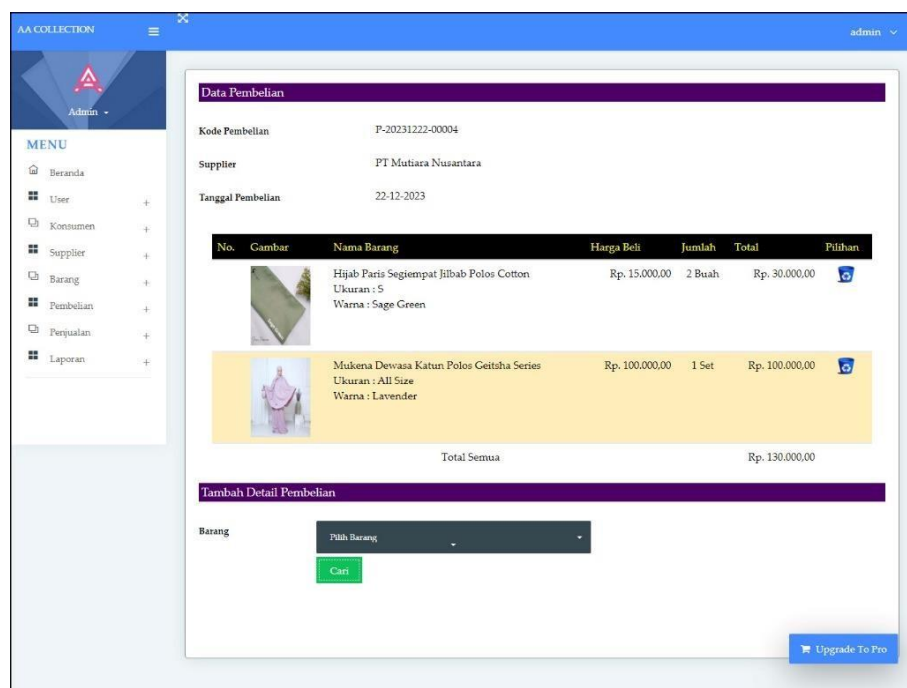 AA COLLECTION
admin
Admin
MENU
Beranda
User +
Konsumen +
Supplier +
Barang +
Pembelian +
Penjualan +
Laporan +
Data Pembelian
Kode Pembelian P-20231222-00004
Supplier PT Mutiara Nusantara
Tanggal Pembelian 22-12-2023
No. Gambar Nama Barang Harga Beli Jumlah Total Pilihan
Hijab Paris Segiempat Jilbab Polos Cotton Rp. 15.000,00 2 Buah Rp. 30.000,00
Ukuran : S
Warna : Sage Green
Mukena Dewasa Katun Polos Geitsha Series Rp. 100.000,00 1 Set Rp. 100.000,00
Ukuran : All Size
Warna : Lavender
Total Semua Rp. 130.000,00
Tambah Detail Pembelian
Barang Pilih Barang
Cari
Upgrade To Pro